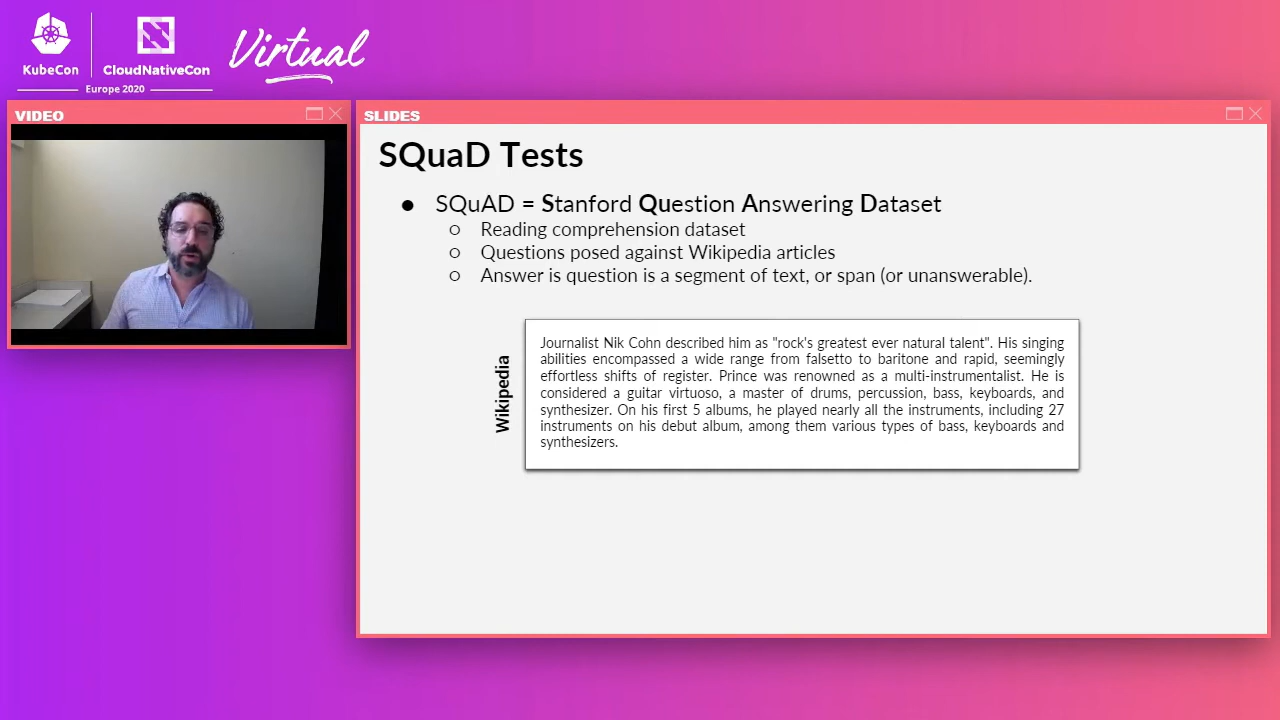 KubeCon
CloudNativeCon
Europe 2020
Virtual
VIDEO
SLIDES
SQuaD Tests
● SQuAD = Stanford Question Answering Dataset
○ Reading comprehension dataset
○ Questions posed against Wikipedia articles
○ Answer is question is a segment of text, or span (or unanswerable).
Wikipedia
Journalist Nik Cohn described him as "rock's greatest ever natural talent". His singing
abilities encompassed a wide range from falsetto to baritone and rapid, seemingly
effortless shifts of register. Prince was renowned as a multi-instrumentalist. He is
considered a guitar virtuoso, a master of drums, percussion, bass, keyboards, and
synthesizer. On his first 5 albums, he played nearly all the instruments, including 27
instruments on his debut album, among them various types of bass, keyboards and
synthesizers.